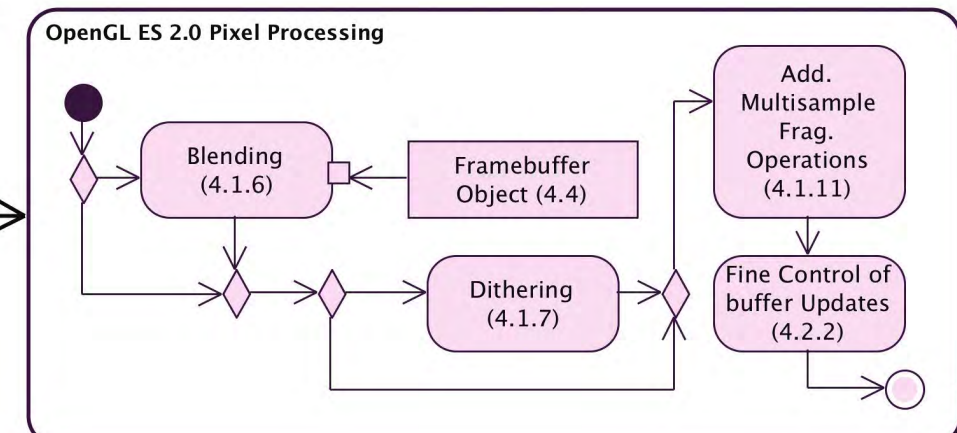 OpenGL ES 2.0 Pixel Processing
Blending
(4.1.6)
Framebuffer
Object (4.4)
Add.
Multisample
Frag.
Operations
(4.1.11)
Dithering
(4.1.7)
Fine Control of
buffer Updates
(4.2.2)